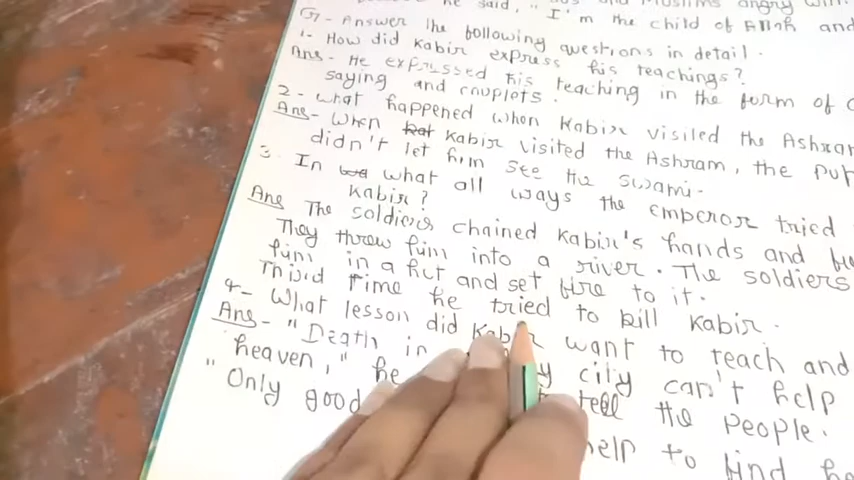 he said, "I'm the child of Allah and
G7- Answer the following questions in detail.
1- How did Kabir express his teachings?
Ans- He expressed his teaching in the form of
saying and couplets.
2- What happened when Kabir visited the Ashram
Ans- When Kabir visited the Ashram, the
didn't let him see the Swami.
3. In what all ways the emperor tried
Kabir?
Ans The soldiers chained Kabir's hands and
They threw him into a river. The soldiers
him in a hut and set fire to it.
Third time he tried to kill Kabir.
4- What lesson did Kabir want to teach and
Ans- "Death in city can't help
heaven," he tell the people.
"Only good help to find